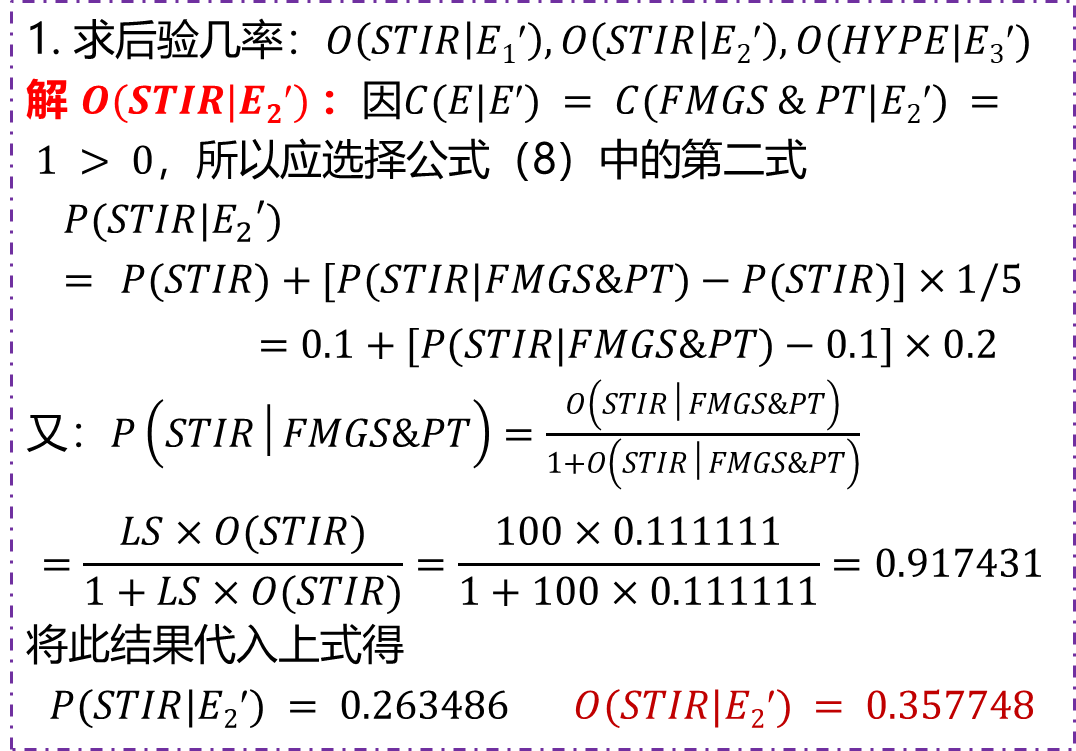 1. 求后验几率：O(STIR|E₁′), O(STIR|E₂′), O(HYPE|E₃′)
解 O(STIR|E₂′)：因C(E|E′) = C(FMGS & PT|E₂′) =
1 > 0，所以应选择公式（8）中的第二式
P(STIR|E₂′)
= P(STIR) + [P(STIR|FMGS&PT) − P(STIR)] × 1/5
= 0.1 + [P(STIR|FMGS&PT) − 0.1] × 0.2
又：P(STIR|FMGS&PT) = O(STIR|FMGS&PT) / 1+O(STIR|FMGS&PT)
= LS × O(STIR) / 1 + LS × O(STIR) = 100 × 0.111111 / 1 + 100 × 0.111111 = 0.917431
将此结果代入上式得
P(STIR|E₂′) = 0.263486 O(STIR|E₂′) = 0.357748